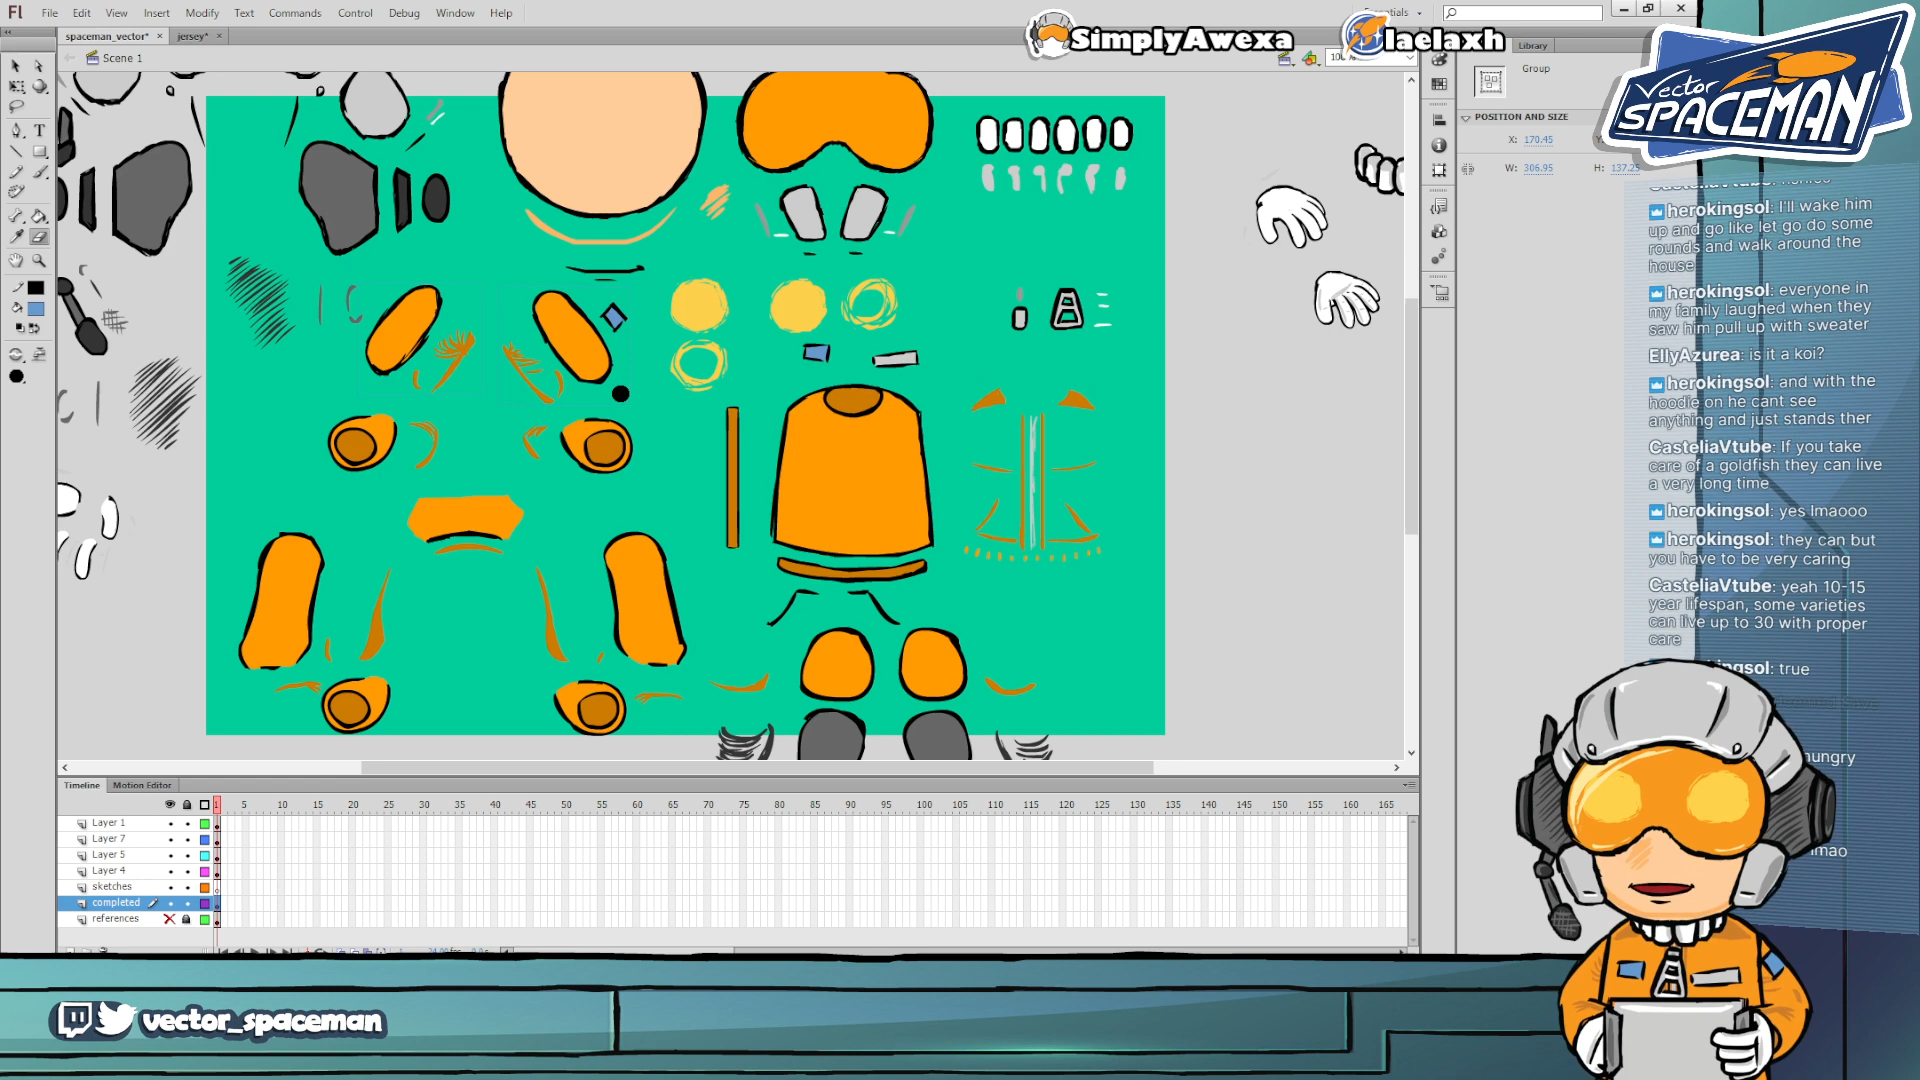 Fl File Edit View Insert Modify Text Commands Control Debug Window Help
Essentials
SimplyAwexa laelaxh
spaceman_vector* × jersey* ×
Scene 1
Library
Group
POSITION AND SIZE
X: 170.45
W: 306.95 H: 137.25
Vector
SPACEMAN
CasteliaVtube:
herokingsol: I'll wake him
up and go like let go do some
rounds and walk around the
house
herokingsol: everyone in
my family laughed when they
saw him pull up with sweater
EllyAzurea: is it a koi?
herokingsol: and with the
hoodie on he cant see
anything and just stands ther
CasteliaVtube: If you take
care of a goldfish they can live
a very long time
herokingsol: yes lmaooo
herokingsol: they can but
you have to be very caring
CasteliaVtube: yeah 10-15
year lifespan, some varieties
can live up to 30 with proper
care
ingsol: true
hungry
mao
Timeline Motion Editor
1 5 10 15 20 25 30 35 40 45 50 55 60 65 70 75 80 85 90 95 100 105 110 115 120 125 130 135 140 145 150 155 160 165
Layer 1
Layer 7
Layer 5
Layer 4
sketches
completed
references
vector_spaceman